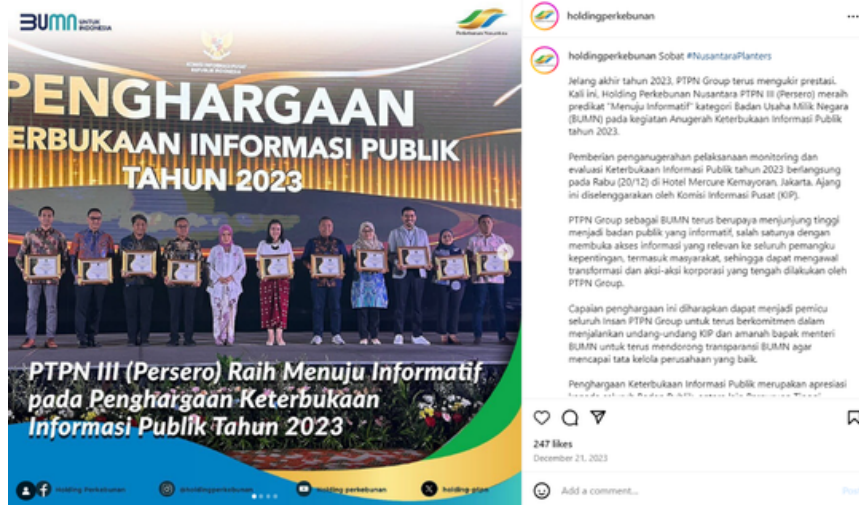 BUMN UNTUK
INDONESIA
Perkebunan Nusantara
KOMISI INFORMASI PUSAT
REPUBLIK INDONESIA
PENGHARGAAN
ERBUKAAN INFORMASI PUBLIK
TAHUN 2023
PTPN III (Persero) Raih Menuju Informatif
pada Penghargaan Keterbukaan
Informasi Publik Tahun 2023
Holding Perkebunan
@holdingperkebunan
Holding perkebunan
holding-ptpn
holdingperkebunan
holdingperkebunan Sobat #NusantaraPlanters
Jelang akhir tahun 2023, PTPN Group terus mengukir prestasi.
Kali ini, Holding Perkebunan Nusantara PTPN III (Persero) meraih
predikat "Menuju Informatif" kategori Badan Usaha Milik Negara
(BUMN) pada kegiatan Anugerah Keterbukaan Informasi Publik
tahun 2023.
Pemberian penganugerahan pelaksanaan monitoring dan
evaluasi Keterbukaan Informasi Publik tahun 2023 berlangsung
pada Rabu (20/12) di Hotel Mercure Kemayoran, Jakarta. Ajang
ini diselenggarakan oleh Komisi Informasi Pusat (KIP).
PTPN Group sebagai BUMN terus berupaya menjunjung tinggi
menjadi badan publik yang informatif, salah satunya dengan
membuka akses informasi yang relevan ke seluruh pemangku
kepentingan, termasuk masyarakat, sehingga dapat mengawal
transformasi dan aksi-aksi korporasi yang tengah dilakukan oleh
PTPN Group.
Capaian penghargaan ini diharapkan dapat menjadi pemicu
seluruh Insan PTPN Group untuk terus berkomitmen dalam
menjalankan undang-undang KIP dan amanah bapak menteri
BUMN untuk terus mendorong transparansi BUMN agar
mencapai tata kelola perusahaan yang baik.
Penghargaan Keterbukaan Informasi Publik merupakan apresiasi
247 likes
December 21, 2023
Add a comment...
Post